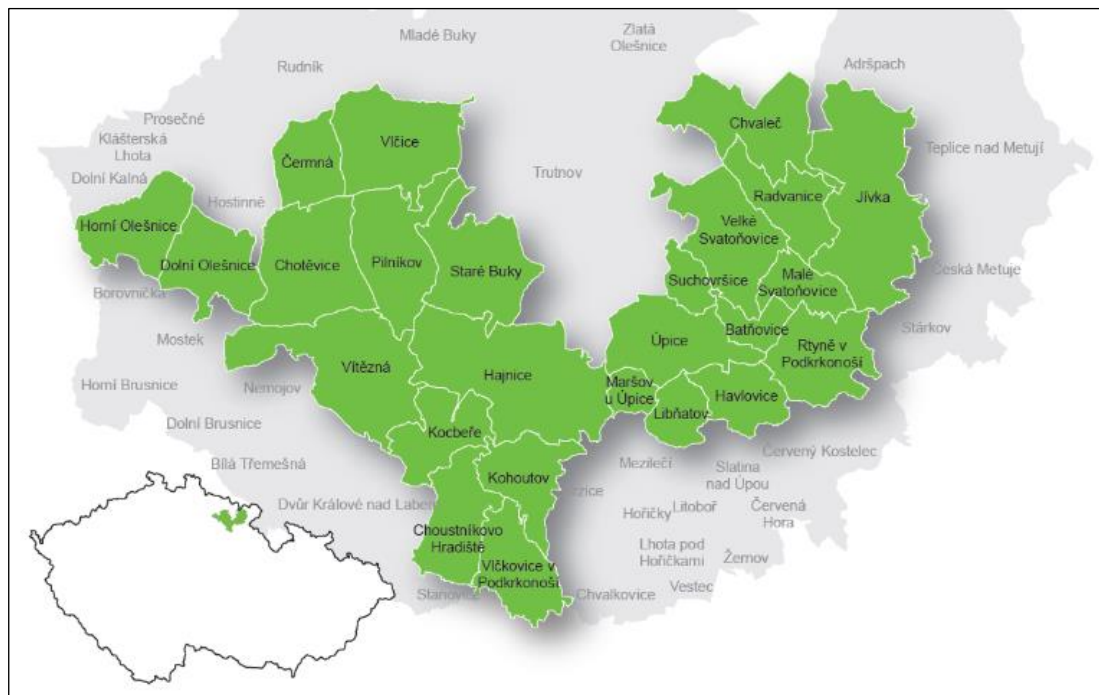 Mladé Buky
Zlatá
Olešnice
Rudník
Adršpach
Prosečné
Klášterská
Lhota
Dolní Kalná
Hostinné
Trutnov
Teplice nad Metují
Čermná
Vlčice
Chvaleč
Radvanice
Jívka
Horní Olešnice
Dolní Olešnice
Chotěvice
Pilníkov
Staré Buky
Velké
Svatoňovice
Suchovršice
Malé
Svatoňovice
Česká Metuje
Borovnička
Mostek
Batňovice
Stárkov
Úpice
Rtyně v
Podkrkonoší
Vítězná
Hajnice
Horní Brusnice
Nemojov
Maršov
u Úpice
Libňatov
Havlovice
Dolní Brusnice
Kocbeře
Bílá Třemešná
Mezilečí
Červený Kostelec
Slatina
nad Úpou
Kohoutov
Dvůr Králové nad Labem
Hořičky
Litoboř
Červená
Hora
Choustníkovo
Hradiště
Lhota pod
Hořičkami
Žernov
Vlčkovice v
Podkrkonoší
Stanovice
Chvalkovice
Vestec